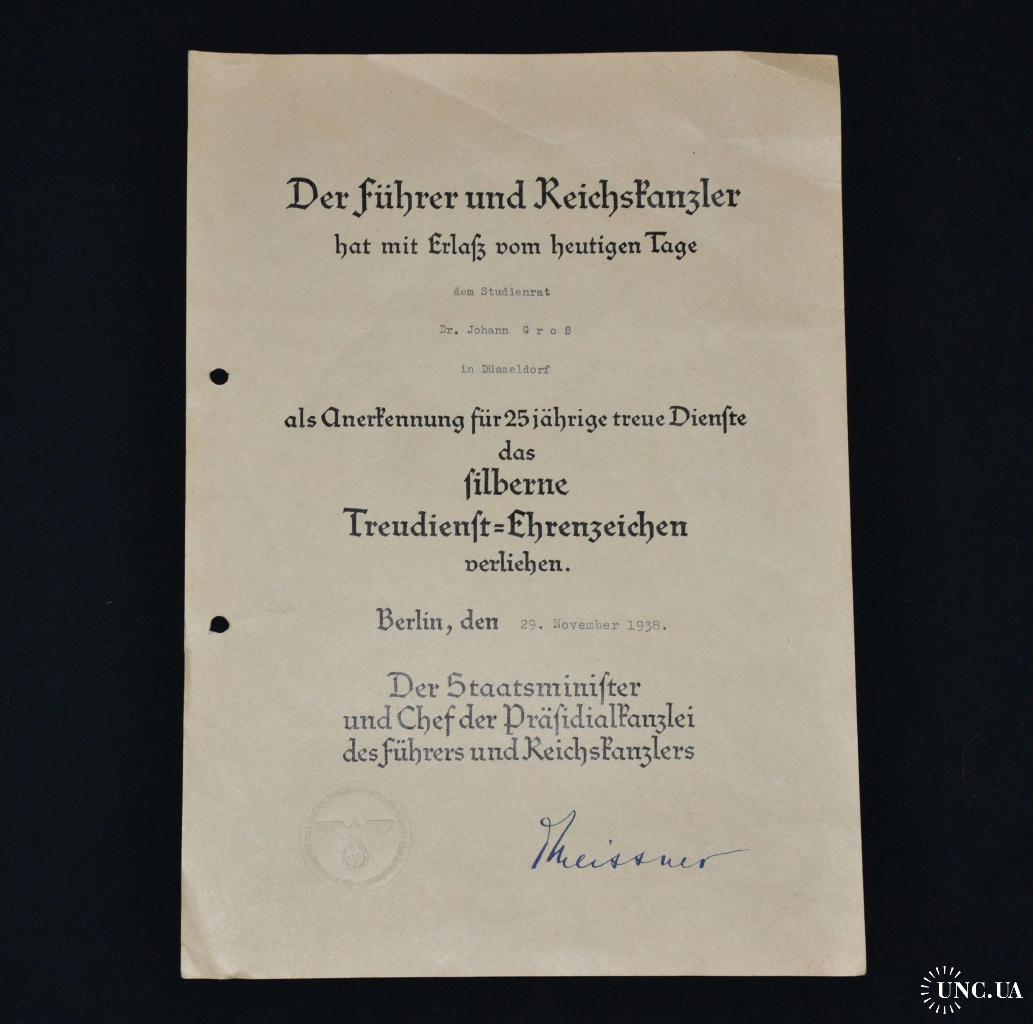 Der Führer und Reichskanzler
hat mit Erlaß vom heutigen Tage
dem Studienrat
Dr. Johann G r o ß
in Düsseldorf
als Anerkennung für 25jährige treue Dienſte
das
ſilberne
Treudienſt=Ehrenzeichen
verliehen.
Berlin, den 29. November 1938.
Der Staatsminiſter
und Chef der Präſidialkanzlei
des Führers und Reichskanzlers
Meissner
UNC.UA